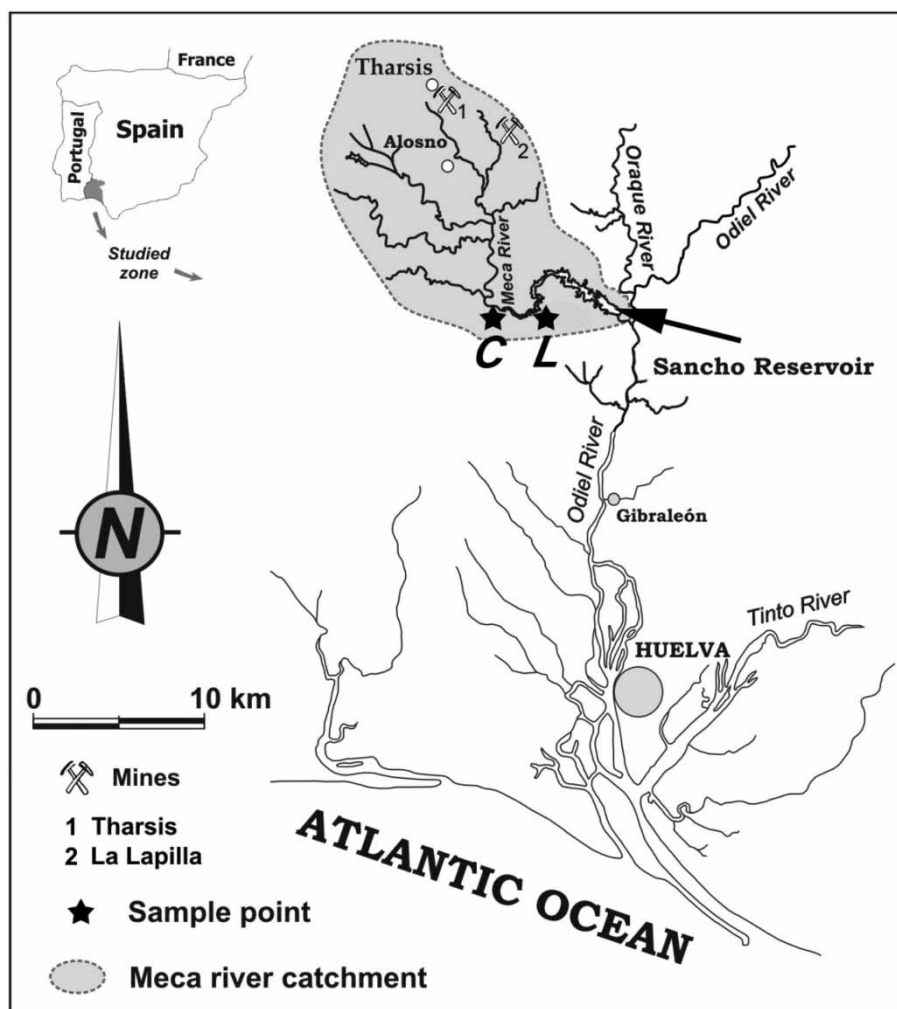 France
Spain
Portugal
Studied
zone
Tharsis
1
Alosno
2
Oraque River
Odiel River
Meca River
C
L
Sancho Reservoir
N
Odiel River
Gibraleón
Tinto River
HUELVA
0 10 km
Mines
1 Tharsis
2 La Lapilla
Sample point
Meca river catchment
ATLANTIC OCEAN